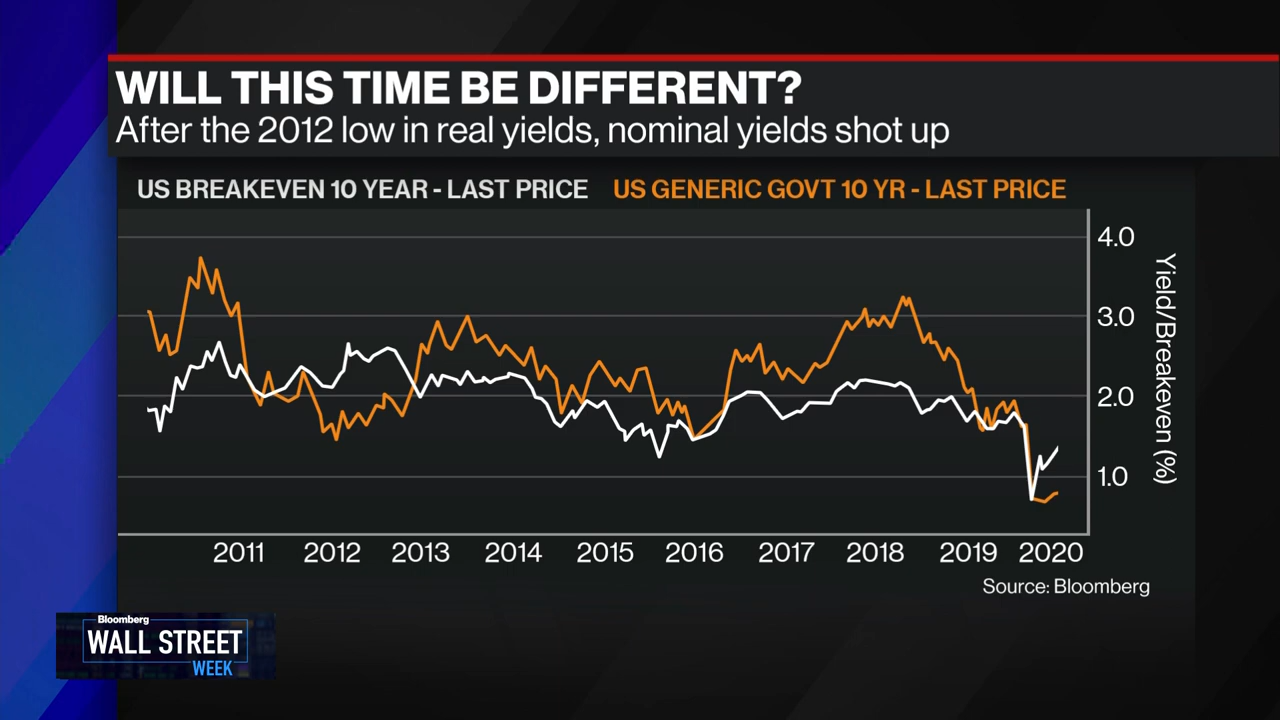 WILL THIS TIME BE DIFFERENT?
After the 2012 low in real yields, nominal yields shot up
US BREAKEVEN 10 YEAR - LAST PRICE US GENERIC GOVT 10 YR - LAST PRICE
4.0
3.0
2.0
1.0
Yield/Breakeven (%)
2011 2012 2013 2014 2015 2016 2017 2018 2019 2020
Source: Bloomberg
Bloomberg
WALL STREET
WEEK